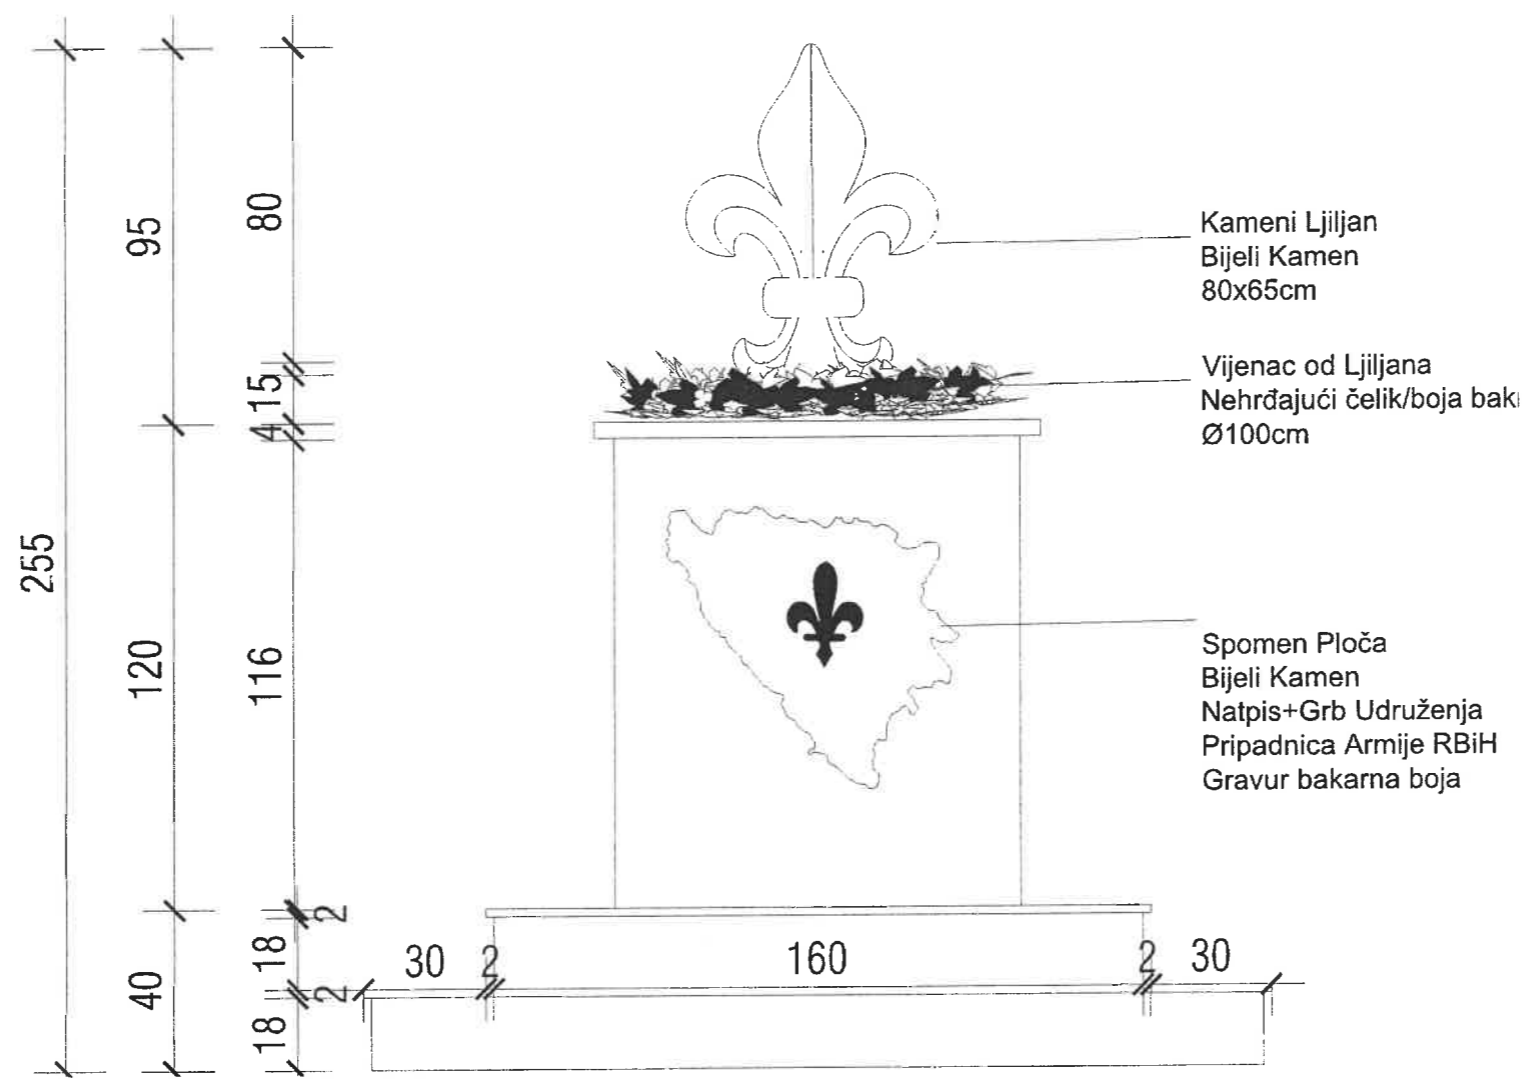 255
95
120
40
80
15
4
116
2
18
2
18
30
2
160
2
30
Kameni Ljiljan
Bijeli Kamen
80x65cm
Vijenac od Ljiljana
Nehrđajući čelik/boja
Ø100cm
Spomen Ploča
Bijeli Kamen
Natpis+Grb Udruženja
Pripadnica Armije RBiH
Gravur bakarna boja